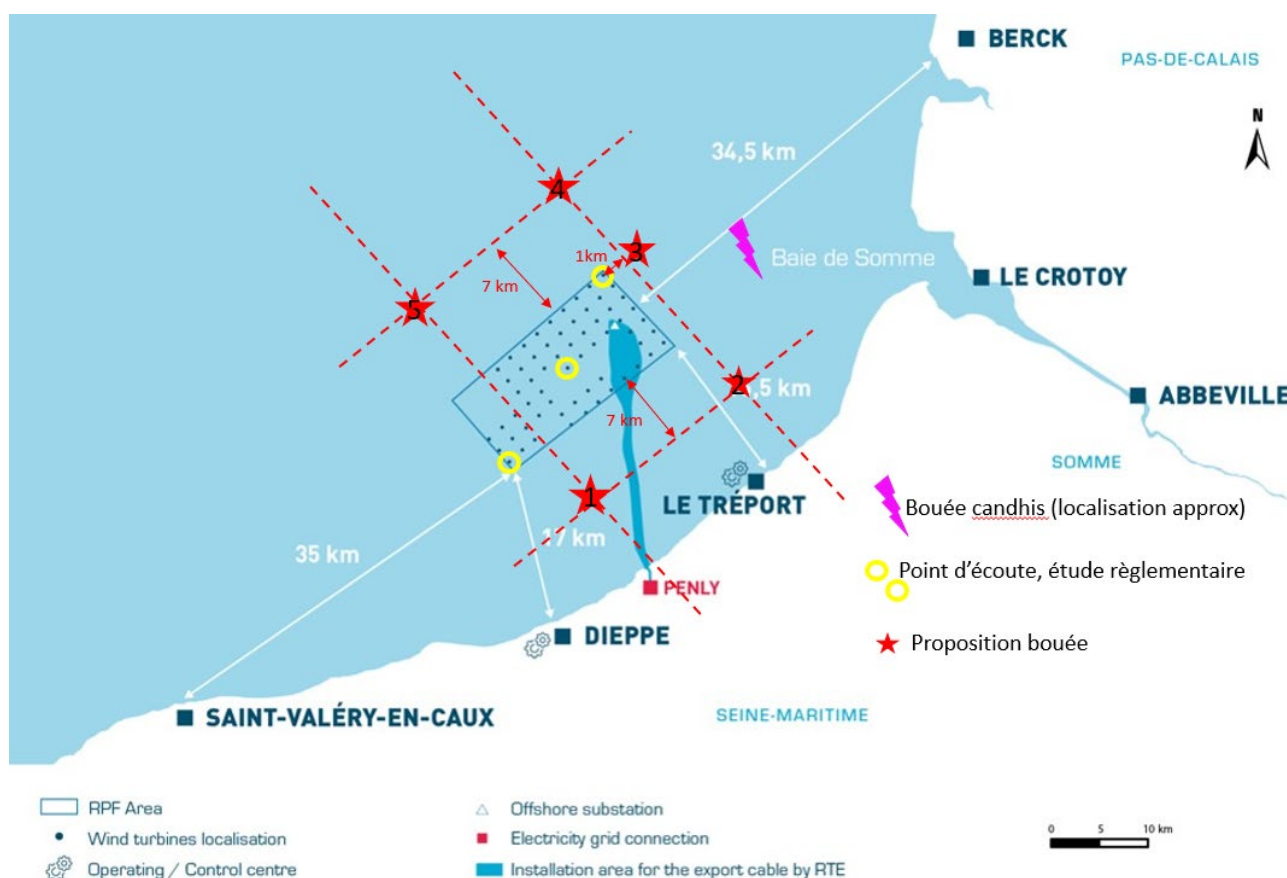 BERCK
PAS-DE-CALAIS
N
34,5 km
4
3
1km
Baie de Somme
7 km
LE CROTOY
5
2
,5 km
ABBEVILLE
7 km
SOMME
LE TRÉPORT
1
Bouée candhis (localisation approx)
35 km
17 km
Point d'écoute, étude règlementaire
PENLY
DIEPPE
Proposition bouée
SAINT-VALÉRY-EN-CAUX
SEINE-MARITIME
RPF Area
Offshore substation
Wind turbines localisation
Electricity grid connection
0 5 10 km
Operating / Control centre
Installation area for the export cable by RTE